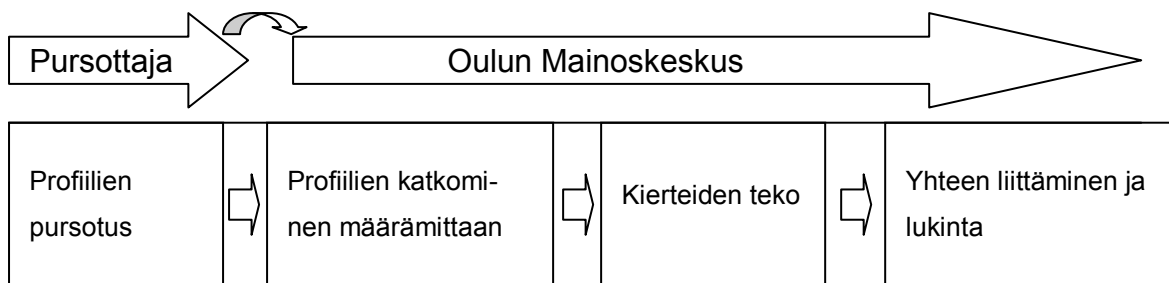 Pursottaja
Oulun Mainoskeskus
Profiilien
pursotus
Profiilien katkomi-
nen määrämittaan
Kierteiden teko
Yhteen liittäminen ja
lukinta